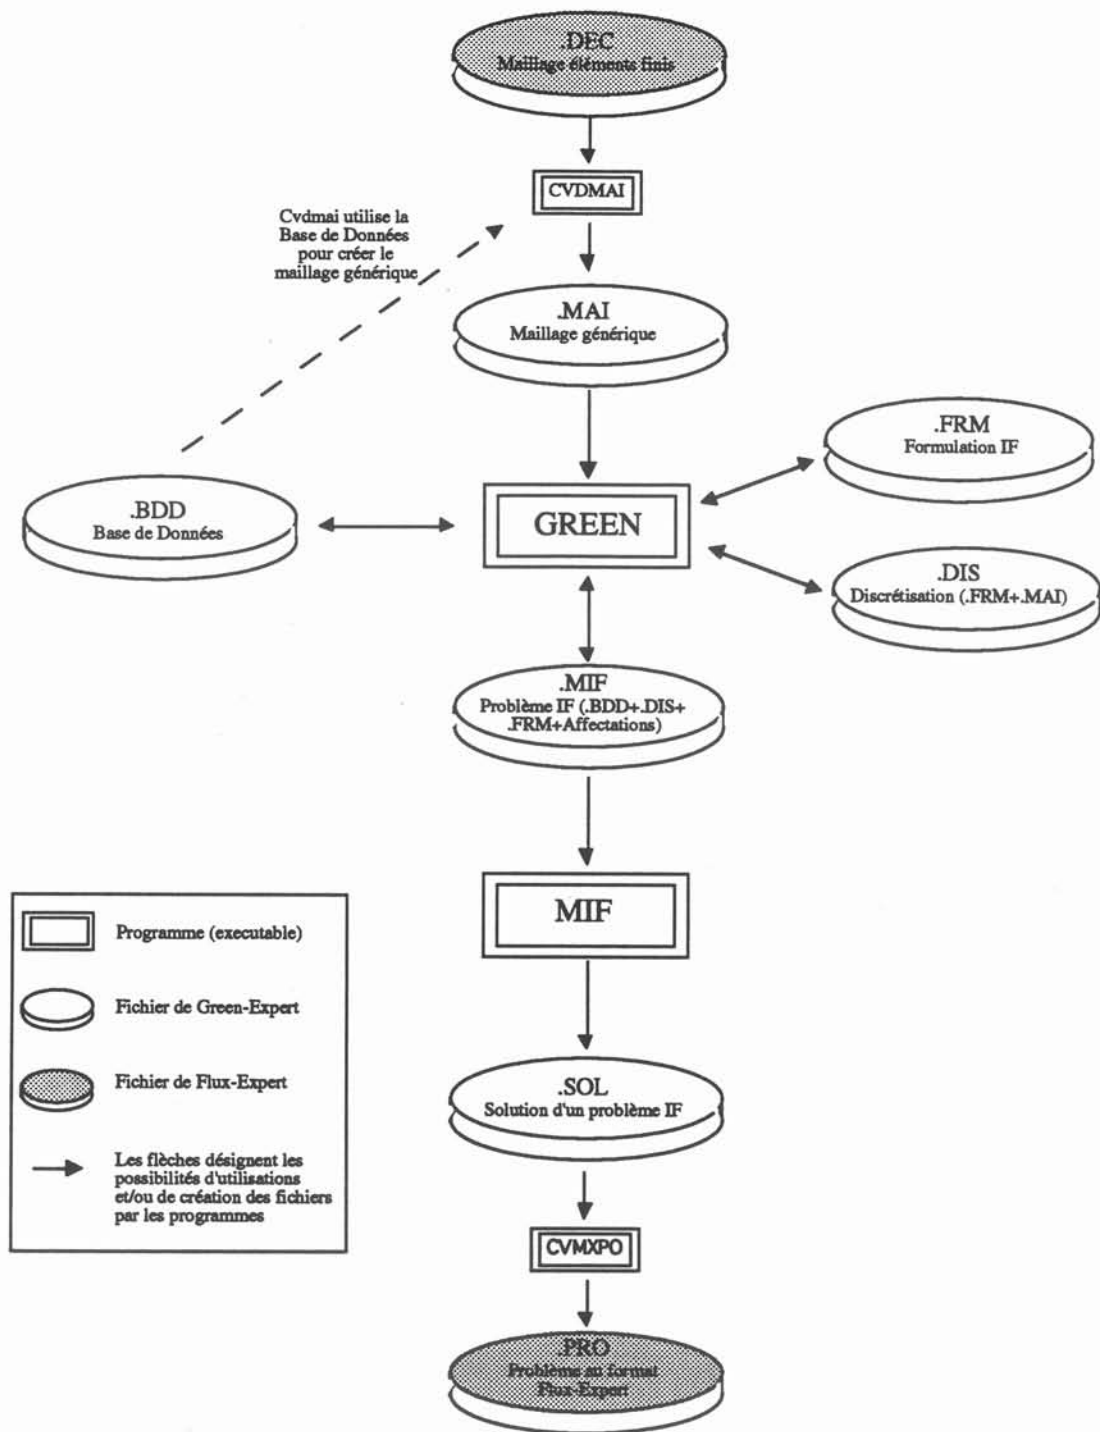 .DEC
Maillage éléments finis
CVDMAI
Cvdmai utilise la
Base de Données
pour créer le
maillage générique
.MAI
Maillage générique
.FRM
Formulation IF
.BDD
Base de Données
GREEN
.DIS
Discrétisation (.FRM+.MAI)
.MIF
Problème IF (.BDD+.DIS+
.FRM+Affectations)
MIF
Programme (executable)
Fichier de Green-Expert
Fichier de Flux-Expert
Les flèches désignent les
possibilités d'utilisations
et/ou de création des fichiers
par les programmes
.SOL
Solution d'un problème IF
CVMXPO
.PRO
Problème au format
Flux-Expert